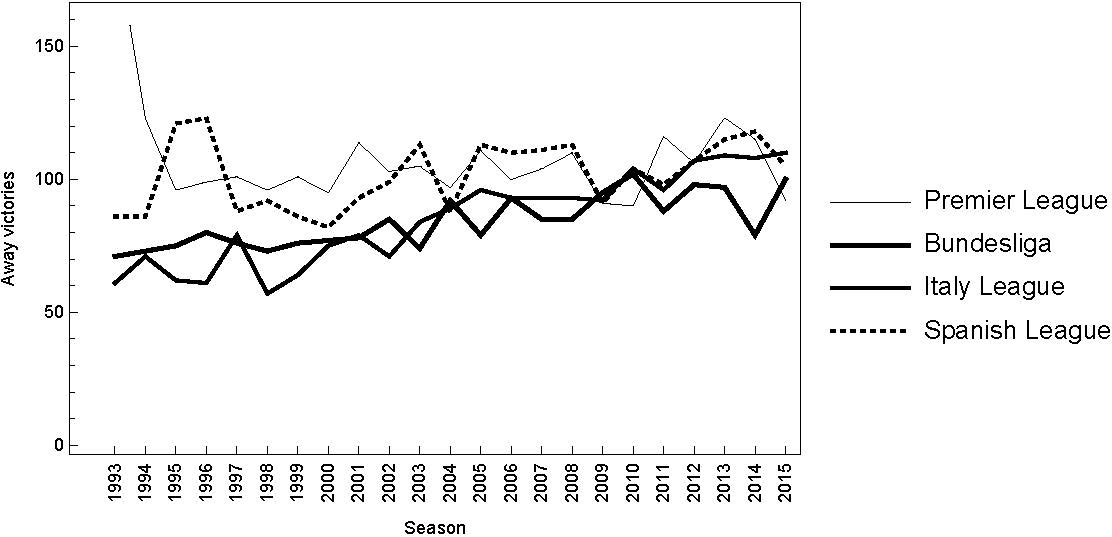 150
100
50
0
Away victories
1993 1994 1995 1996 1997 1998 1999 2000 2001 2002 2003 2004 2005 2006 2007 2008 2009 2010 2011 2012 2013 2014 2015
Season
Premier League
Bundesliga
Italy League
Spanish League